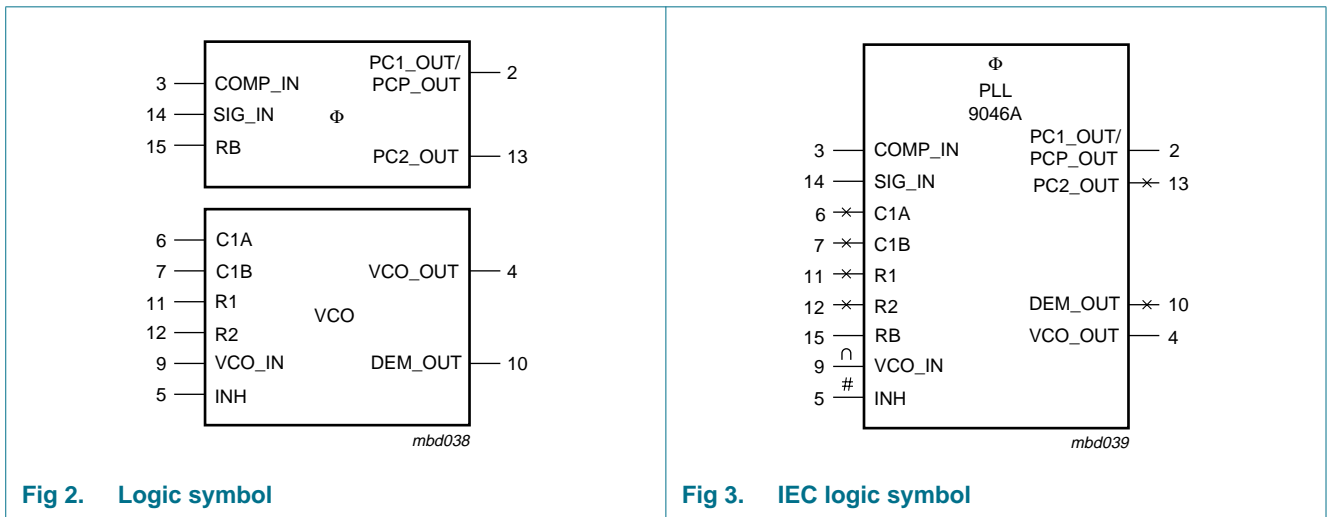 3 COMP_IN PC1_OUT/ 2
PCP_OUT
14 SIG_IN Φ
15 RB PC2_OUT 13
6 C1A
7 C1B VCO_OUT 4
11 R1
VCO
12 R2
9 VCO_IN DEM_OUT 10
5 INH
mbd038
Fig 2. Logic symbol
Φ
PLL
9046A
3 COMP_IN PC1_OUT/ 2
PCP_OUT
14 SIG_IN PC2_OUT × 13
6 × C1A
7 × C1B
11 × R1
12 × R2 DEM_OUT × 10
15 RB VCO_OUT 4
9 ∩ VCO_IN
5 # INH
mbd039
Fig 3. IEC logic symbol